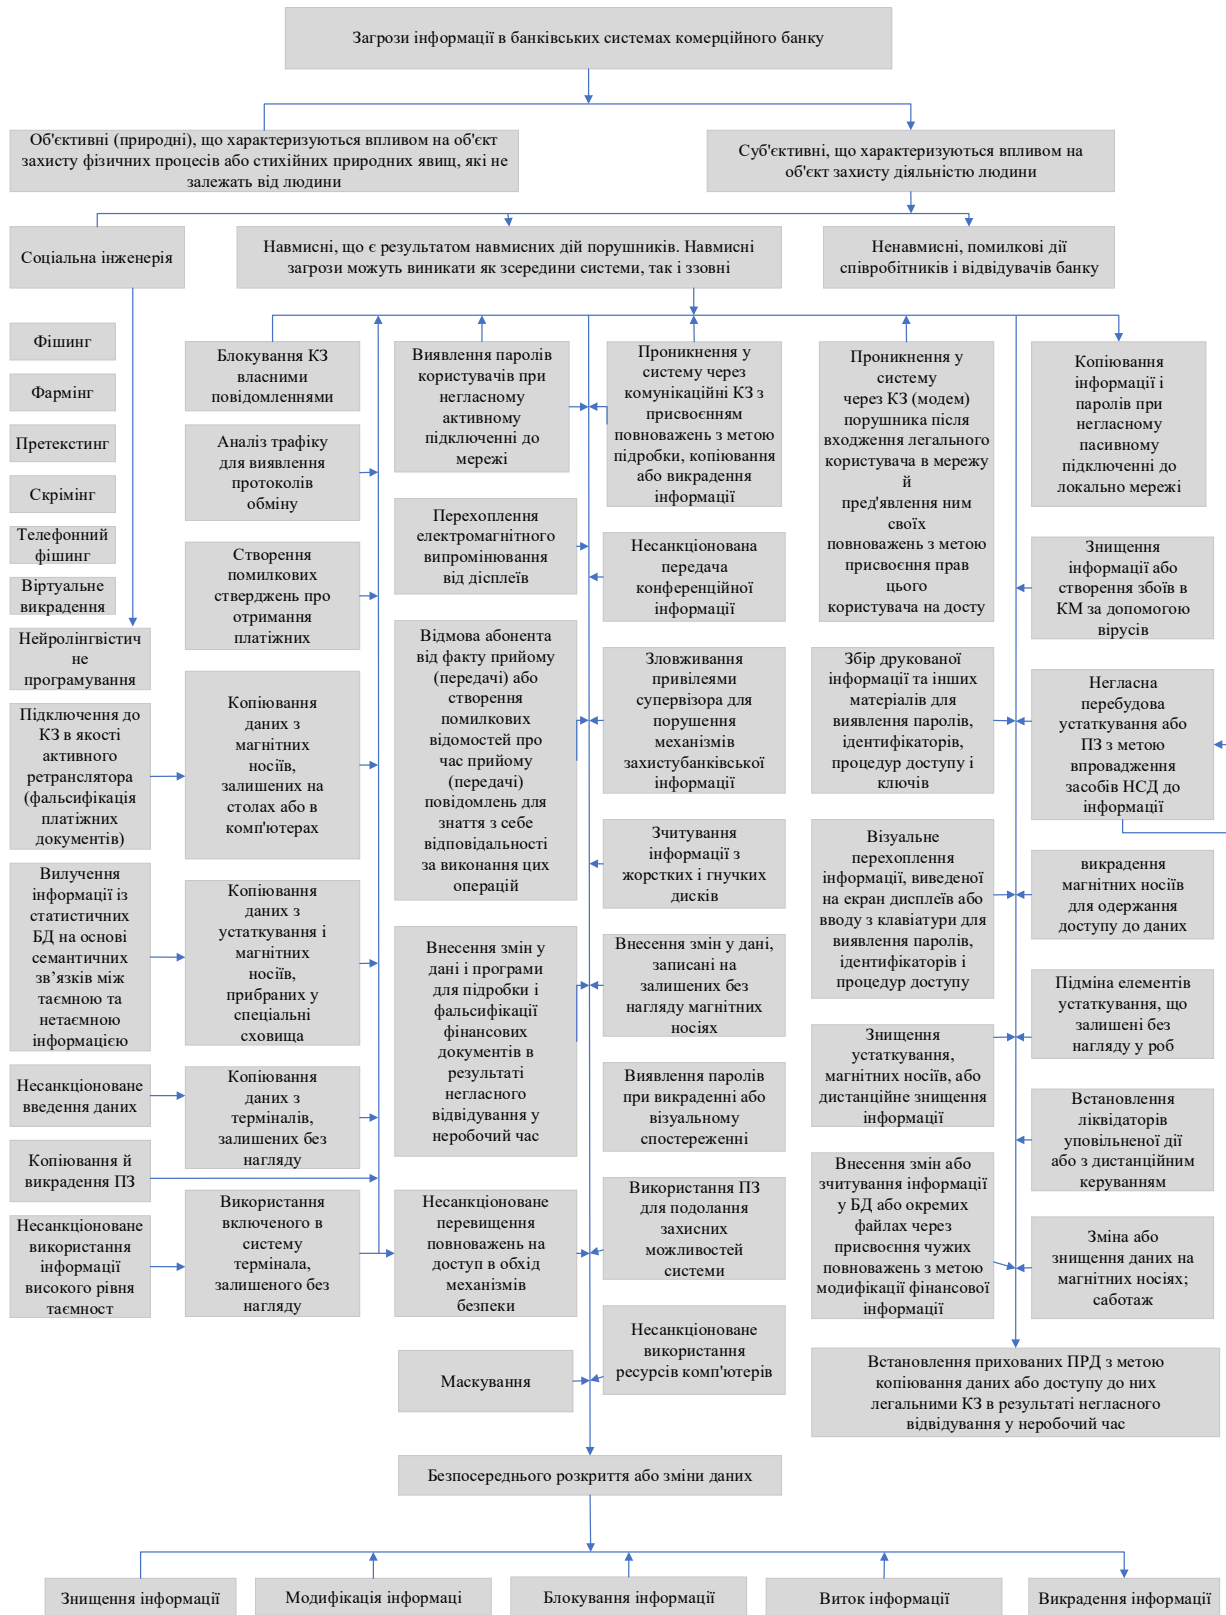 Загрози інформації в банківських системах комерційного банку
Об'єктивні (природні), що характеризуються впливом на об'єкт
захисту фізичних процесів або стихійних природних явищ, які не
залежать від людини
Суб'єктивні, що характеризуються впливом на
об'єкт захисту діяльністю людини
Соціальна інженерія
Навмисні, що є результатом навмисних дій порушників. Навмисні
загрози можуть виникати як зсередини системи, так і ззовні
Ненавмисні, помилкові дії
співробітників і відвідувачів банку
Фішинг
Фармінг
Претекстинг
Скрімінг
Телефонний
фішинг
Віртуальне
викрадення
Нейролінгвістич
не
програмування
Підключення до
КЗ в якості
активного
ретранслятора
(фальсифікація
платіжних
документів)
Вилучення
інформації із
статистичних
БД на основі
семантичних
зв’язків між
таємною та
нетаємною
інформацією
Несанкціоноване
введення даних
Копіювання й
викрадення ПЗ
Несанкціоноване
використання
інформації
високого рівня
таємност
Блокування КЗ
власними
повідомленнями
Аналіз трафіку
для виявлення
протоколів
обміну
Створення
помилкових
стверджень про
отримання
платіжних
Копіювання
даних з
магнітних
носіїв,
залишених на
столах або в
комп'ютерах
Копіювання
даних з
устаткування і
магнітних
носіїв,
прибраних у
спеціальні
сховища
Копіювання
даних з
терміналів,
залишених без
нагляду
Використання
включеного в
систему
термінала,
залишеного без
нагляду
Виявлення паролів
користувачів при
негласному
активному
підключенні до
мережі
Перехоплення
електромагнітного
випромінювання
від дісплеїв
Відмова абонента
від факту прийому
(передачі) або
створення
помилкових
відомостей про
час прийому
(передачі)
повідомлень для
зняття з себе
відповідальності
за виконання цих
операцій
Внесення змін у
дані і програми
для підробки і
фальсифікації
фінансових
документів в
результаті
негласного
відвідування у
неробочий час
Несанкціоноване
перевищення
повноважень на
доступ в обхід
механізмів
безпеки
Маскування
Проникнення у
систему через
комунікаційні КЗ з
присвоєнням
повноважень з метою
підробки, копіювання
або викрадення
інформації
Несанкціонована
передача
конференційної
інформації
Зловживання
привілеями
супервізора для
порушення
механізмів
захистубанківської
інформації
Зчитування
інформації з
жорстких і гнучких
дисків
Внесення змін у дані,
записані на
залишених без
нагляду магнітних
носіях
Виявлення паролів
при викраденні або
візуальному
спостереженні
Використання ПЗ
для подолання
захисних
можливостей
системи
Несанкціоноване
використання
ресурсів комп'ютерів
Проникнення у
систему
через КЗ (модем)
порушника після
входження легального
користувача в мережу
й
пред'явлення ним
своїх
повноважень з метою
присвоєння прав
цього
користувача на досту
Збір друкованої
інформації та інших
матеріалів для
виявлення паролів,
ідентифікаторів,
процедур доступу і
ключів
Візуальне
перехоплення
інформації, виведеної
на екран дисплеїв або
вводу з клавіатури для
виявлення паролів,
ідентифікаторів і
процедур доступу
Знищення
устаткування,
магнітних носіїв, або
дистанційне знищення
інформації
Внесення змін або
зчитування інформації
у БД або окремих
файлах через
присвоєння чужих
повноважень з метою
модифікації фінансової
інформації
Копіювання
інформації і
паролів при
негласному
пасивному
підключенні до
локально мережі
Знищення
інформації або
створення збоїв в
КМ за допомогою
вірусів
Негласна
перебудова
устаткування або
ПЗ з метою
впровадження
засобів НСД до
інформації
викрадення
магнітних носіїв
для одержання
доступу до даних
Підміна елементів
устаткування, що
залишені без
нагляду у роб
Встановлення
ліквідаторів
уповільненої дії
або з дистанційним
керуванням
Зміна або
знищення даних на
магнітних носіях;
саботаж
Встановлення прихованих ПРД з метою
копіювання даних або доступу до них
легальними КЗ в результаті негласного
відвідування у неробочий час
Безпосереднього розкриття або зміни даних
Знищення інформації
Модифікація інформаці
Блокування інформації
Виток інформації
Викрадення інформації